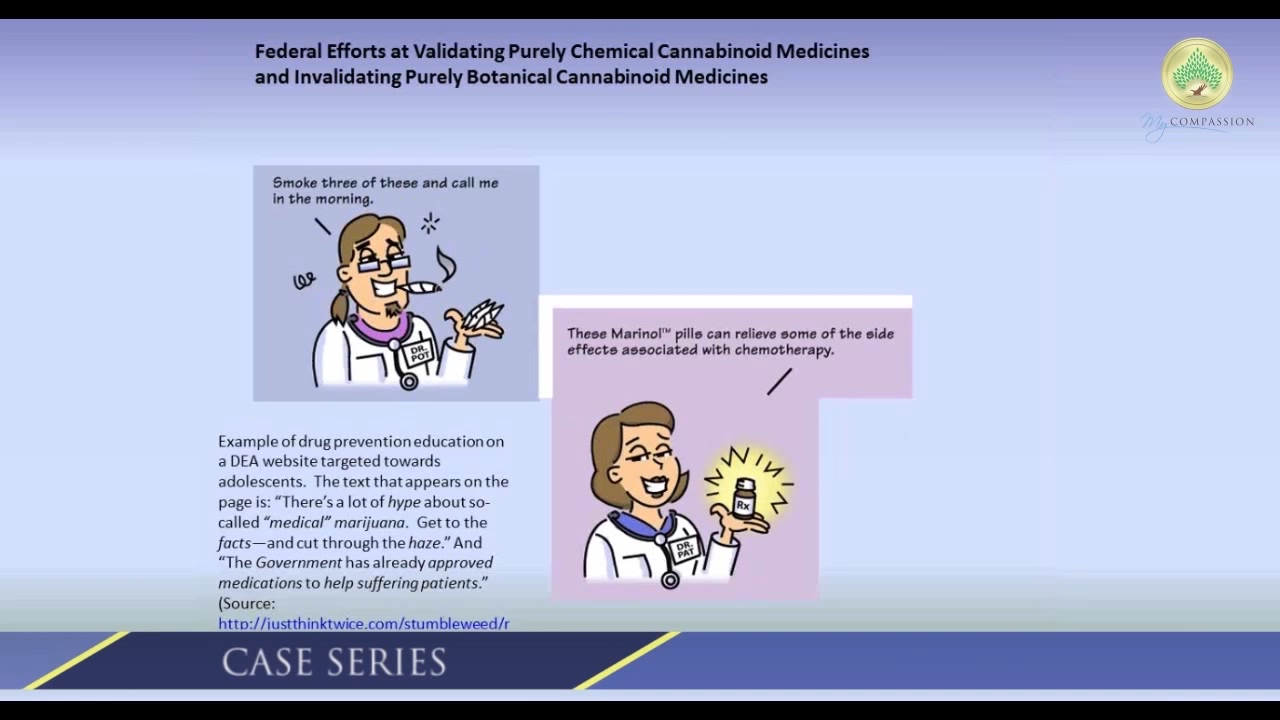 Federal Efforts at Validating Purely Chemical Cannabinoid Medicines
and Invalidating Purely Botanical Cannabinoid Medicines
My COMPASSION
Smoke three of these and call me
in the morning.
DR.
POT
These Marinol™ pills can relieve some of the side
effects associated with chemotherapy.
Rx
DR.
PAT
Example of drug prevention education on
a DEA website targeted towards
adolescents. The text that appears on the
page is: “There’s a lot of hype about so-
called “medical” marijuana. Get to the
facts—and cut through the haze.” And
“The Government has already approved
medications to help suffering patients.”
(Source:
http://justthinktwice.com/stumbleweed/r
CASE SERIES